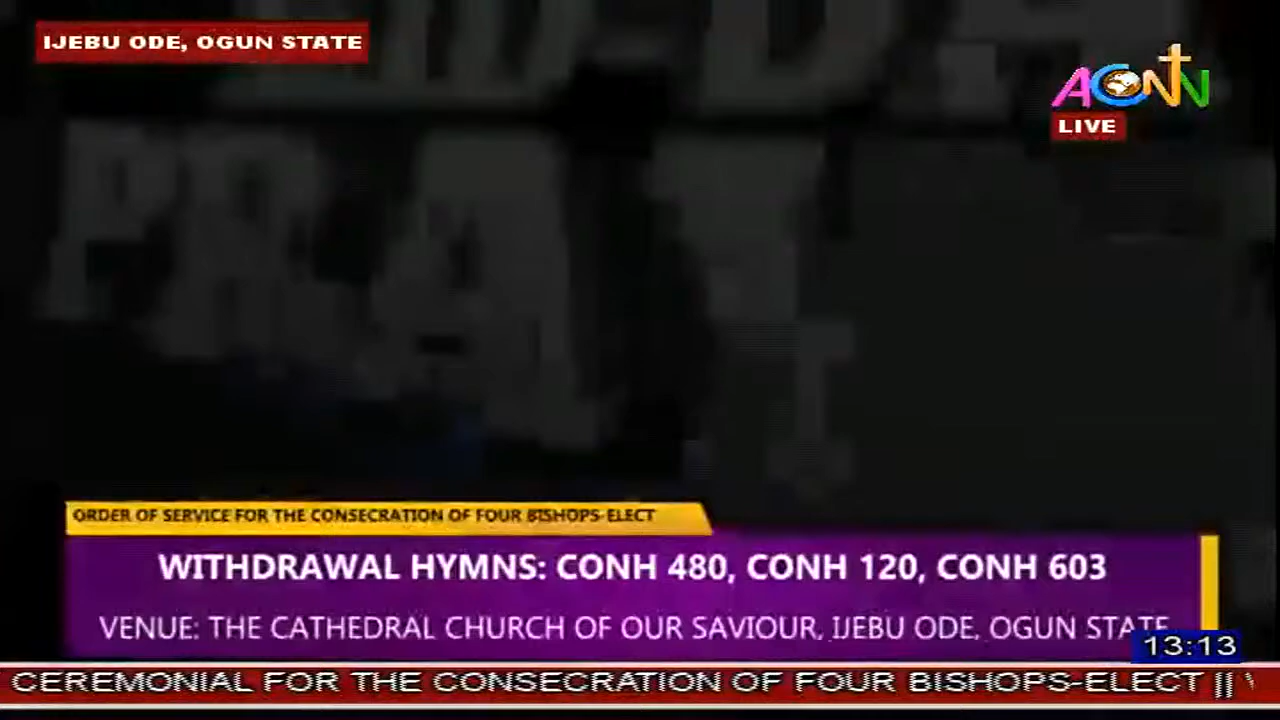 IJEBU ODE, OGUN STATE
ACNN
LIVE
PRAY
ORDER OF SERVICE FOR THE CONSECRATION OF FOUR BISHOPS-ELECT
WITHDRAWAL HYMNS: CONH 480, CONH 120, CONH 603
VENUE: THE CATHEDRAL CHURCH OF OUR SAVIOUR, IJEBU ODE, OGUN STATE
13:13
CEREMONIAL FOR THE CONSECRATION OF FOUR BISHOPS-ELECT ||